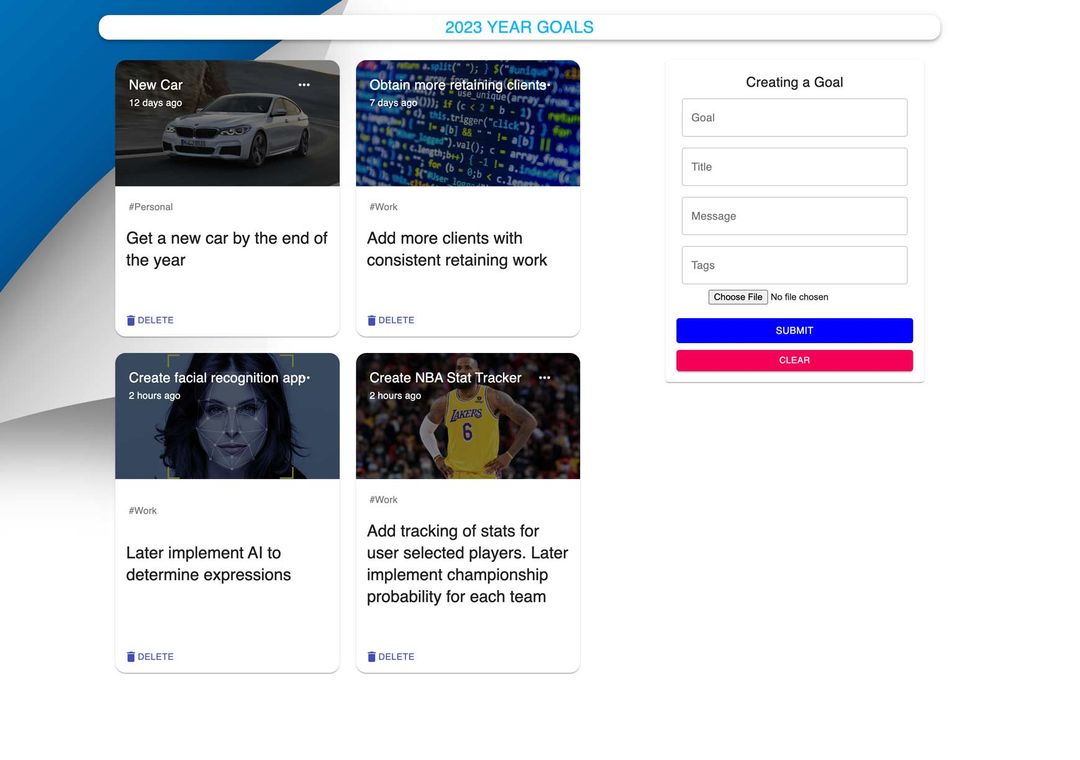 2023 YEAR GOALS
New Car
12 days ago
#Personal
Get a new car by the end of
the year
DELETE
Obtain more retaining clients
7 days ago
#Work
Add more clients with
consistent retaining work
DELETE
Create facial recognition app
2 hours ago
#Work
Later implement AI to
determine expressions
DELETE
Create NBA Stat Tracker
2 hours ago
LAKERS
6
#Work
Add tracking of stats for
user selected players. Later
implement championship
probability for each team
DELETE
Creating a Goal
Goal
Title
Message
Tags
Choose File No file chosen
SUBMIT
CLEAR